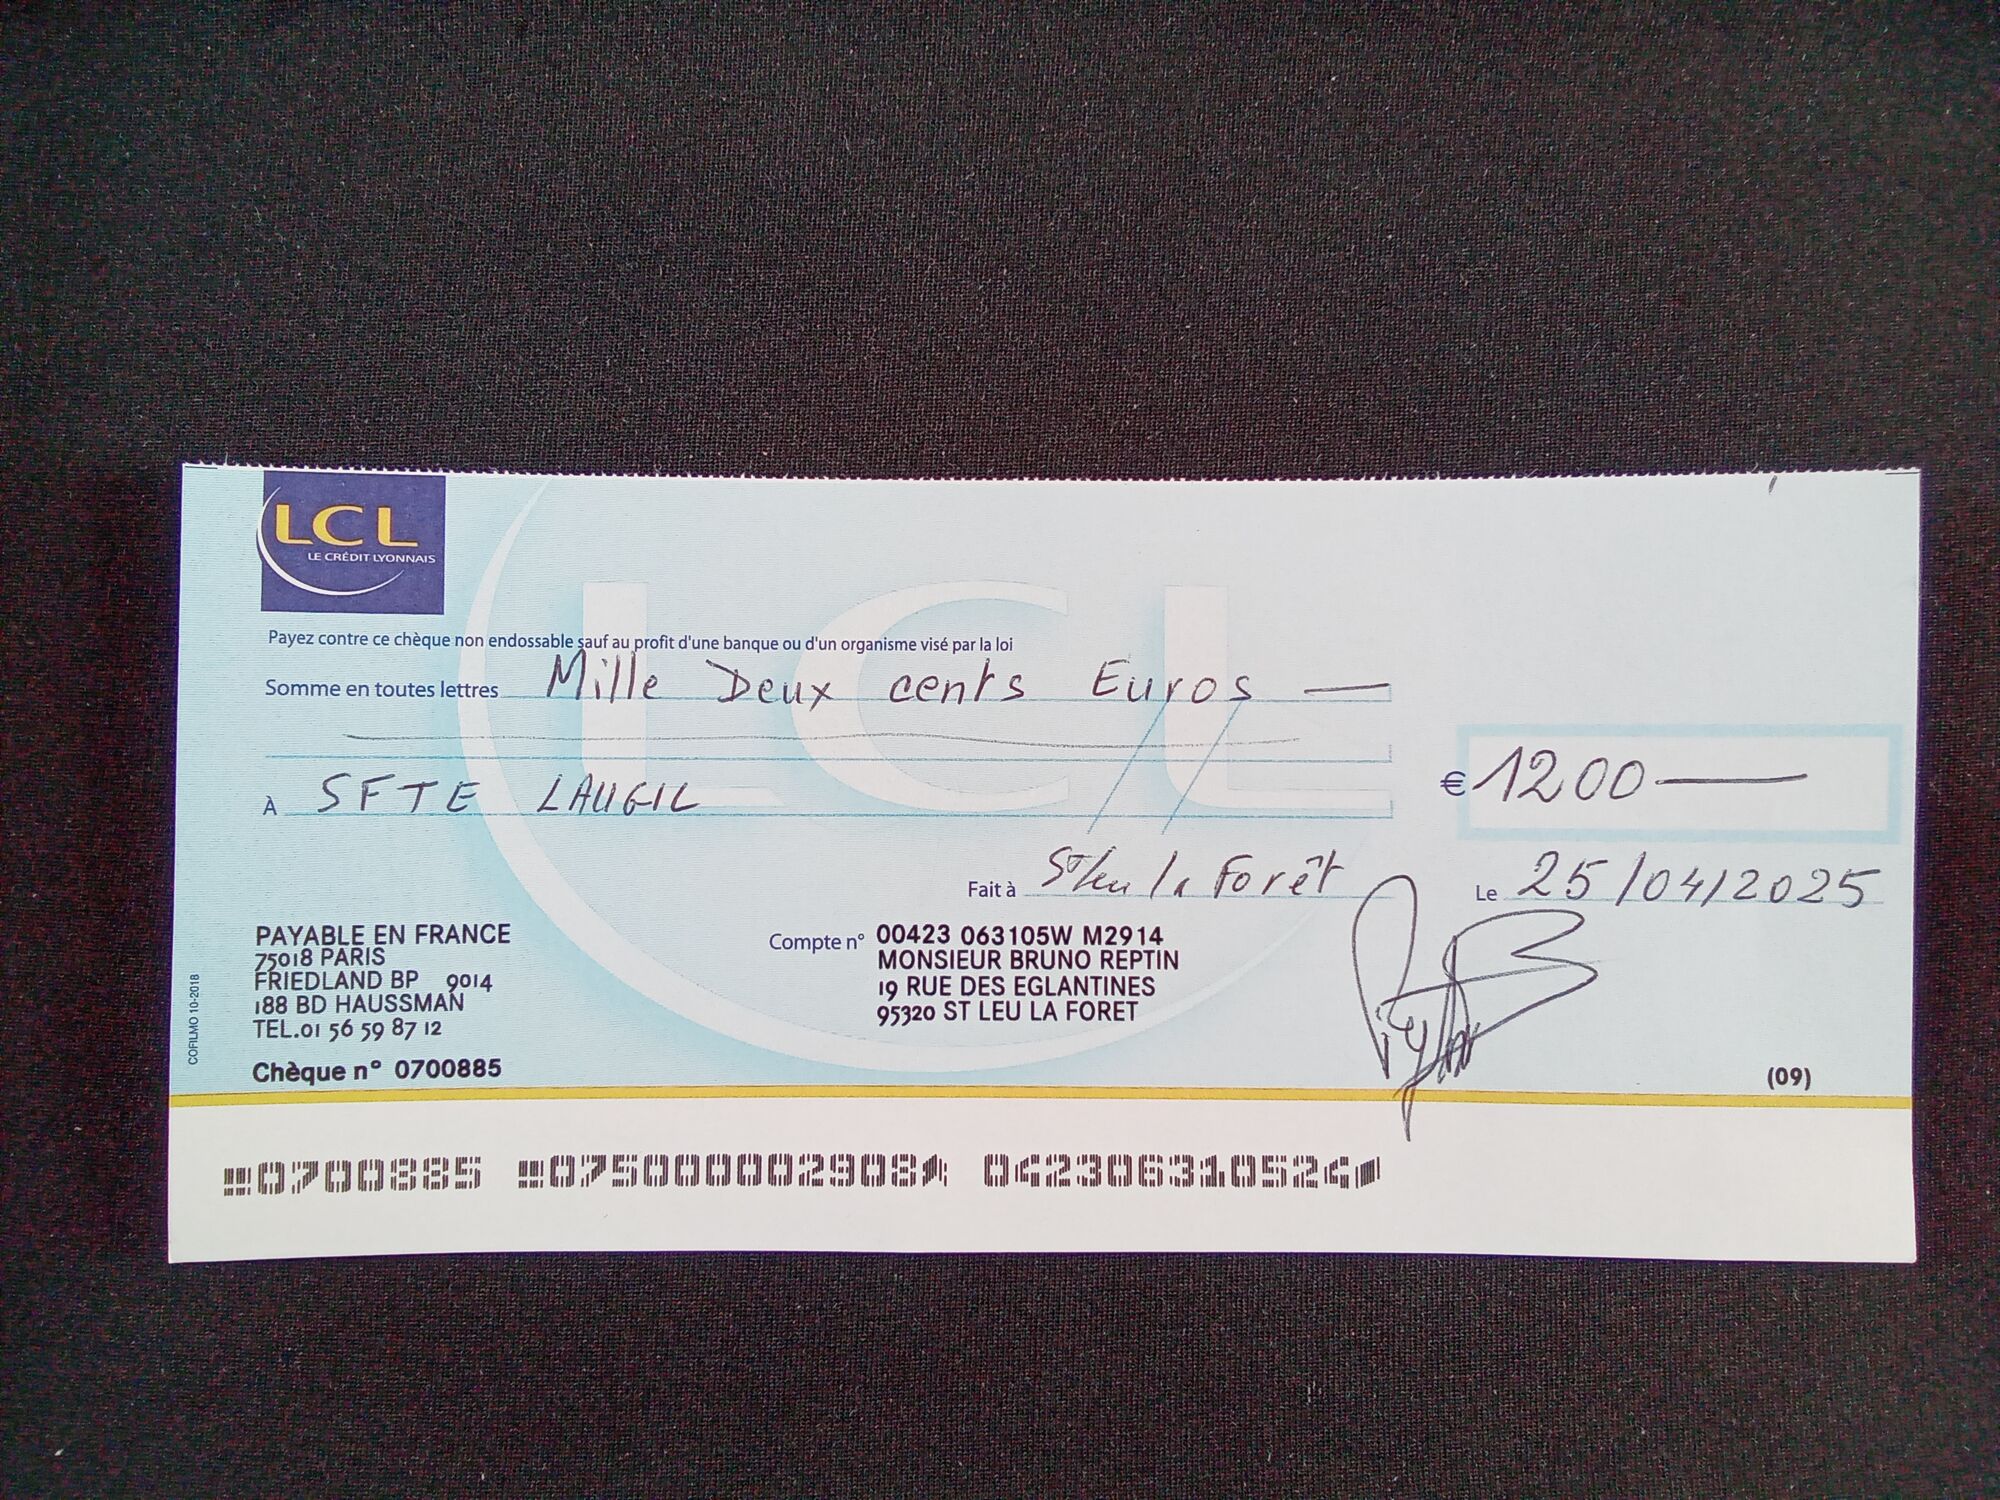 LCL
LE CRÉDIT LYONNAIS
LCL
Payez contre ce chèque non endossable sauf au profit d'une banque ou d'un organisme visé par la loi
Somme en toutes lettres Mille Deux cents Euros —
€ 1200 —
À SFTE LAUGIL
Fait à St leu la Forêt Le 25/04/2025
PAYABLE EN FRANCE
75018 PARIS
FRIEDLAND BP 9014
188 BD HAUSSMAN
TEL.01 56 59 87 12
Chèque n° 0700885
Compte n° 00423 063105W M2914
MONSIEUR BRUNO REPTIN
19 RUE DES EGLANTINES
95320 ST LEU LA FORET
(09)
COFILMO 10-2018
0700885 075000002908 042306310524